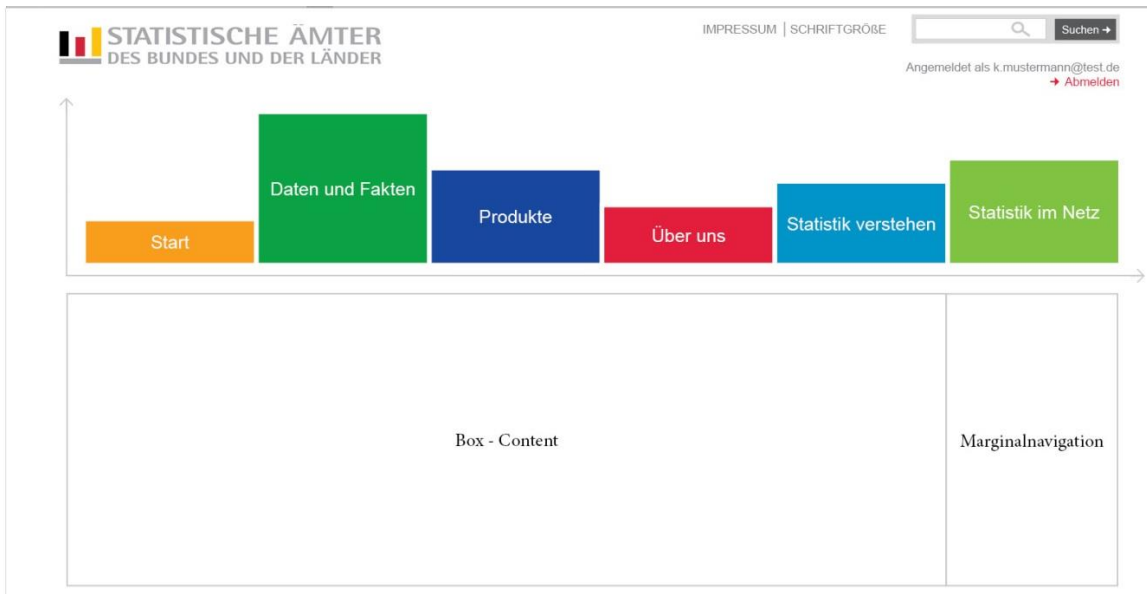 STATISTISCHE ÄMTER
DES BUNDES UND DER LÄNDER
IMPRESSUM | SCHRIFTGRÖßE
Suchen
Angemeldet als k.mustermann@test.de
Abmelden
Start
Daten und Fakten
Produkte
Über uns
Statistik verstehen
Statistik im Netz
Box - Content
Marginalnavigation